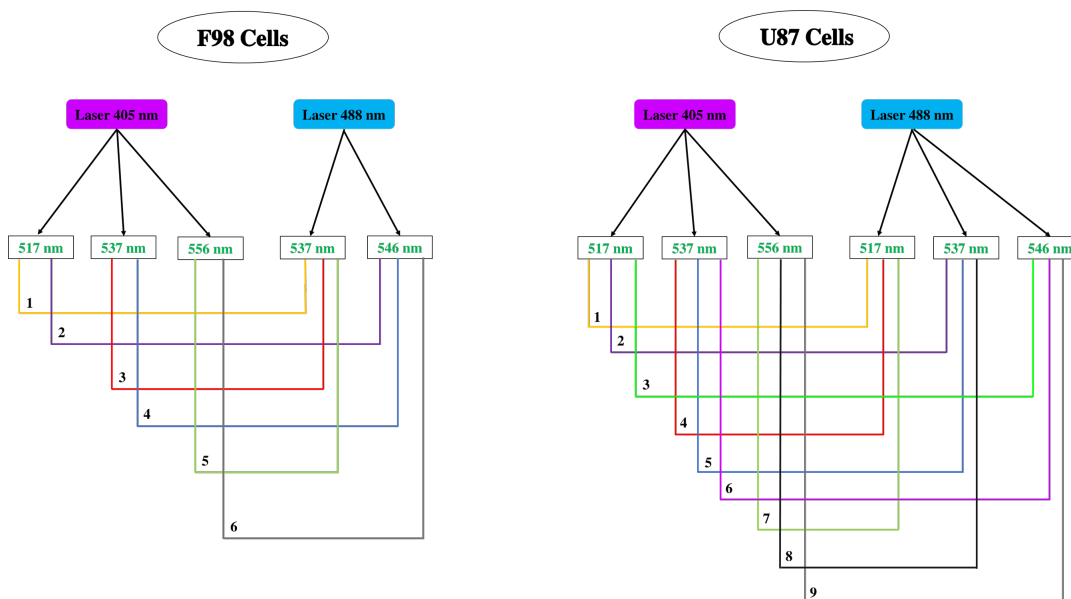 F98 Cells
U87 Cells
Laser 405 nm
Laser 488 nm
Laser 405 nm
Laser 488 nm
517 nm
537 nm
556 nm
537 nm
546 nm
517 nm
537 nm
556 nm
517 nm
537 nm
546 nm
1
2
3
4
5
6
1
2
3
4
5
6
7
8
9